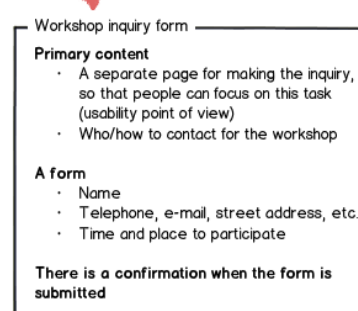 Workshop inquiry form
Primary content
· A separate page for making the inquiry,
so that people can focus on this task
(usability point of view)
· Who/how to contact for the workshop
A form
· Name
· Telephone, e-mail, street address, etc.
· Time and place to participate
There is a confirmation when the form is
submitted